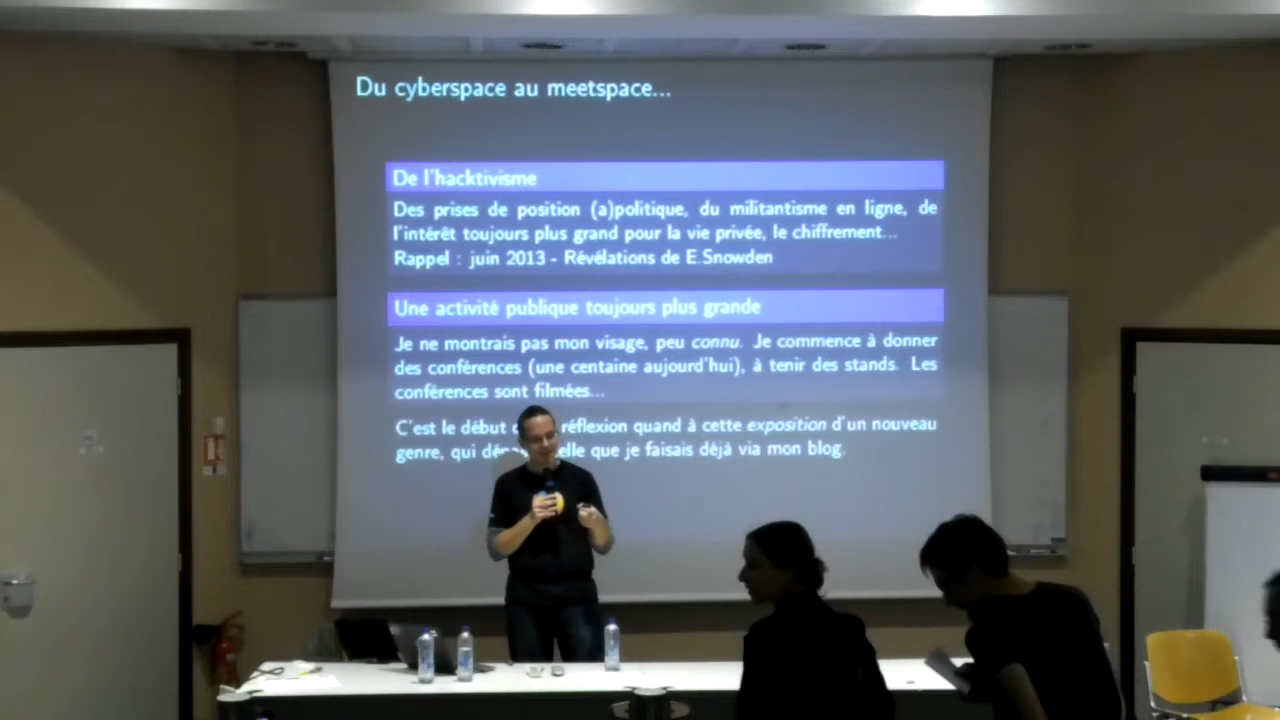 Du cyberspace au meetspace...
De l'hacktivisme
Des prises de position (a)politique, du militantisme en ligne, de
l'intérêt toujours plus grand pour la vie privée, le chiffrement...
Rappel : juin 2013 - Révélations de E.Snowden
Une activité publique toujours plus grande
Je ne montrais pas mon visage, peu connu. Je commence à donner
des conférences (une centaine aujourd'hui), à tenir des stands. Les
conférences sont filmées...
C'est le début réflexion quand à cette exposition d'un nouveau
genre, qui que je faisais déjà via mon blog.